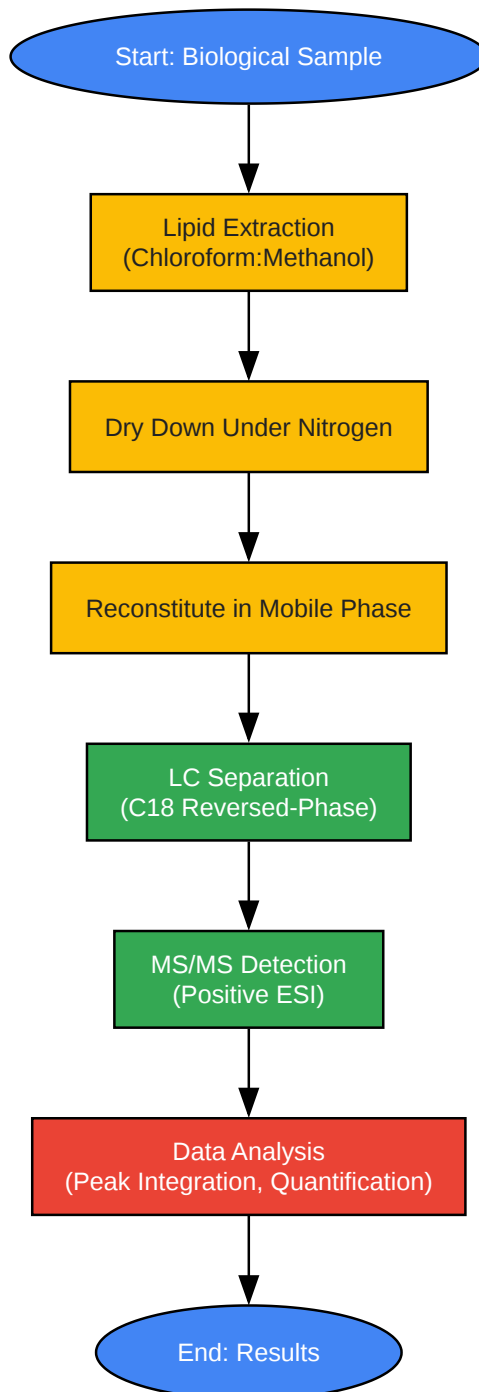 Start: Biological Sample
Lipid Extraction
(Chloroform:Methanol)
Dry Down Under Nitrogen
Reconstitute in Mobile Phase
LC Separation
(C18 Reversed-Phase)
MS/MS Detection
(Positive ESI)
Data Analysis
(Peak Integration, Quantification)
End: Results